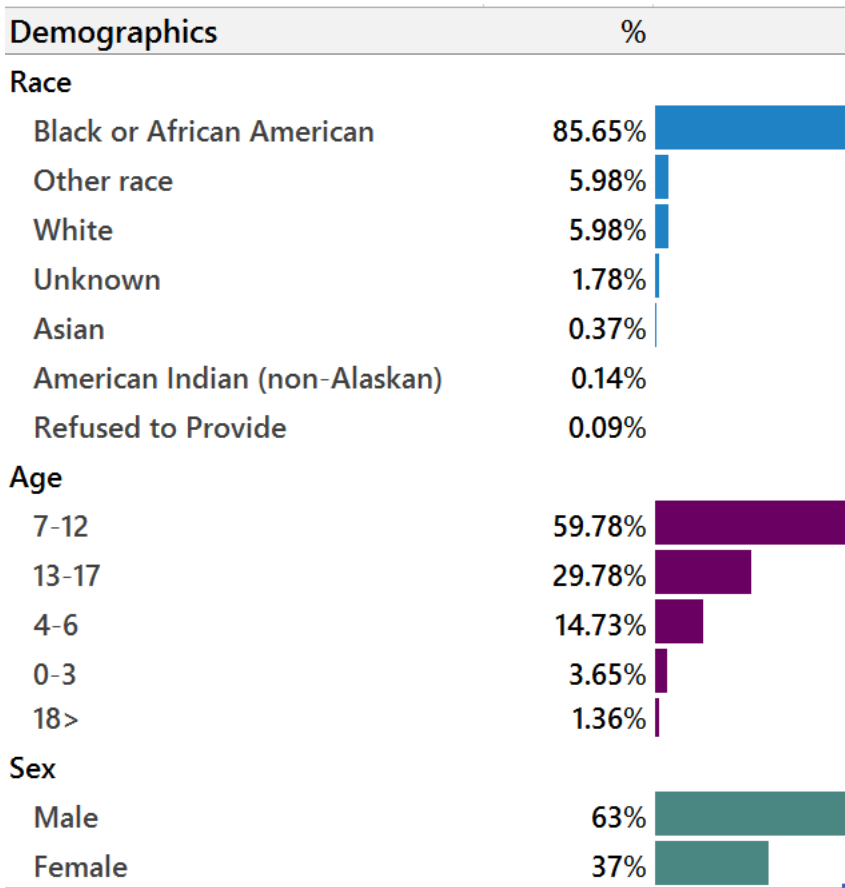 Demographics %
Race
Black or African American 85.65%
Other race 5.98%
White 5.98%
Unknown 1.78%
Asian 0.37%
American Indian (non-Alaskan) 0.14%
Refused to Provide 0.09%
Age
7-12 59.78%
13-17 29.78%
4-6 14.73%
0-3 3.65%
18> 1.36%
Sex
Male 63%
Female 37%